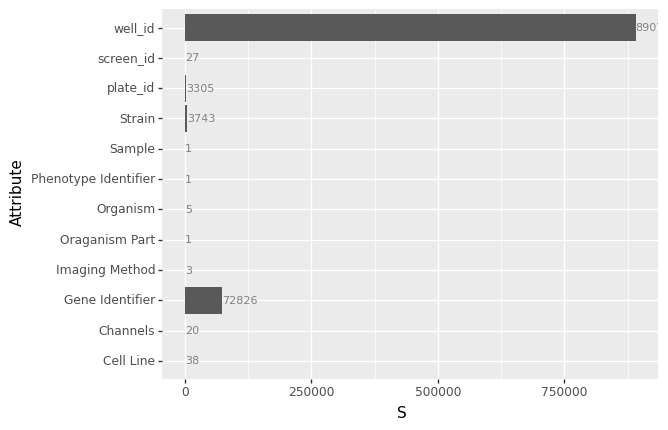 well_id
screen_id 27
plate_id 3305
Strain 3743
Sample 1
Phenotype Identifier 1
Organism 5
Oraganism Part 1
Imaging Method 3
Gene Identifier 72826
Channels 20
Cell Line 38
0 250000 500000 750000
S
Attribute